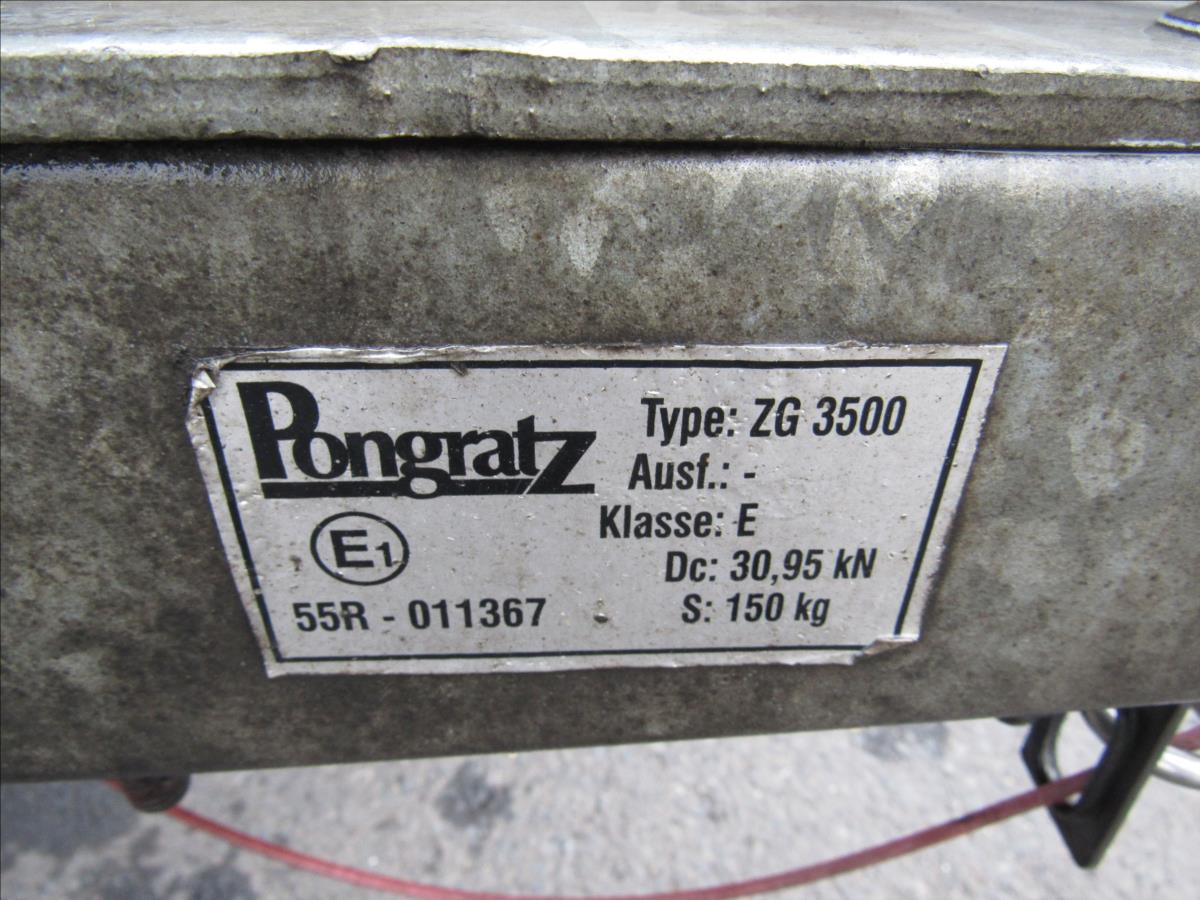 Pongratz
E1
55R - 011367
Type: ZG 3500
Ausf.: -
Klasse: E
Dc: 30,95 kN
S: 150 kg